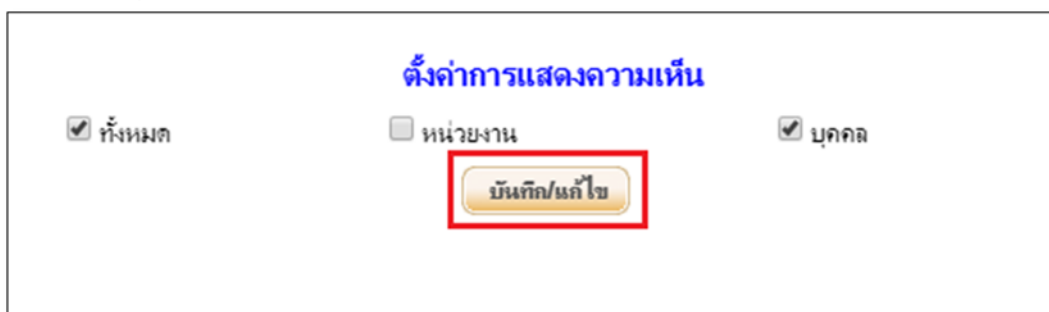 ตั้งค่าการแสดงความเห็น
ทั้งหมด หน่วยงาน บุคคล
บันทึก/แก้ไข